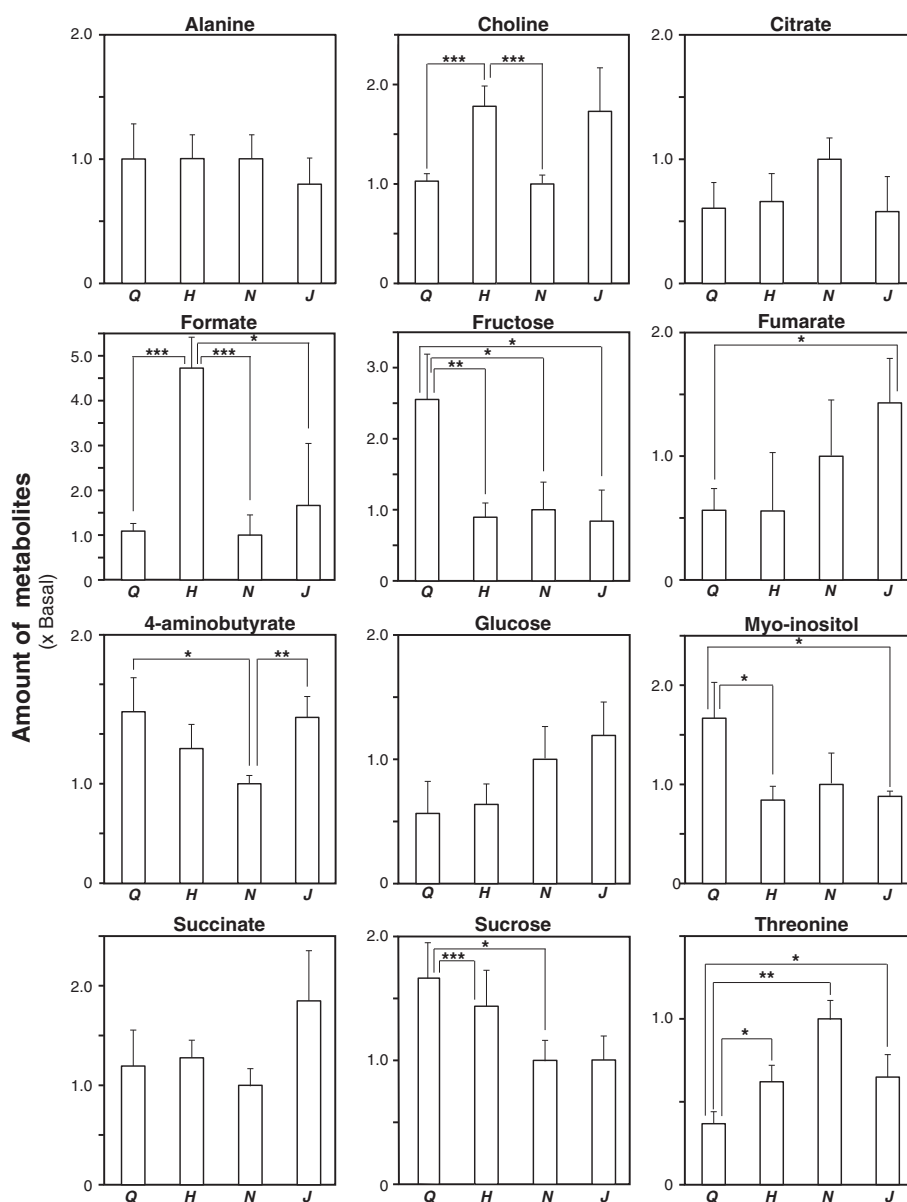 Amount of metabolites
(x Basal)
Alanine
2.0
1.0
0
Q H N J
Choline
2.0
1.0
0
*** ***
Q H N J
Citrate
2.0
1.0
0
Q H N J
Formate
5.0
4.0
5.0
2.0
1.0
0
*** *** *
Q H N J
Fructose
3.0
2.0
1.0
0
*
*
**
Q H N J
Fumarate
2.0
1.0
0
*
Q H N J
4-aminobutyrate
2.0
1.0
0
* **
Q H N J
Glucose
2.0
1.0
0
Q H N J
Myo-inositol
2.0
1.0
0
*
*
Q H N J
Succinate
2.0
1.0
0
Q H N J
Sucrose
2.0
1.0
0
*
***
Q H N J
Threonine
1.0
0
*
**
*
Q H N J